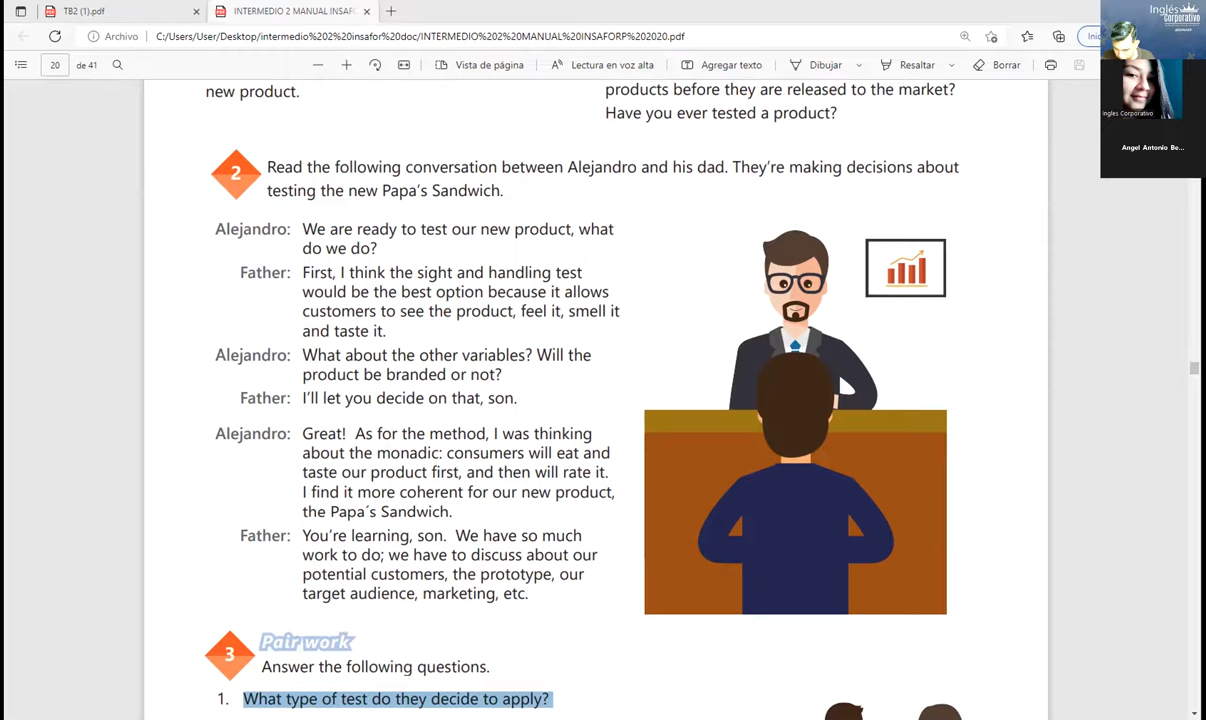 TB2 (1).pdf
INTERMEDIO 2 MANUAL INSAF
Archivo
C:/Users/User/Desktop/intermedio%202%20insafor%20doc/INTERMEDIO%202%20MANUAL%20INSAFORP%202020.pdf
Inic
20 de 41
Vista de página
Lectura en voz alta
Agregar texto
Dibujar
Resaltar
Borrar
Inglés
Corporativo
Ingles Corporativo
Angel Antonio Be...
new product.
products before they are released to the market?
Have you ever tested a product?
2
Read the following conversation between Alejandro and his dad. They're making decisions about
testing the new Papa's Sandwich.
Alejandro: We are ready to test our new product, what
do we do?
Father: First, I think the sight and handling test
would be the best option because it allows
customers to see the product, feel it, smell it
and taste it.
Alejandro: What about the other variables? Will the
product be branded or not?
Father: I'll let you decide on that, son.
Alejandro: Great! As for the method, I was thinking
about the monadic: consumers will eat and
taste our product first, and then will rate it.
I find it more coherent for our new product,
the Papa´s Sandwich.
Father: You're learning, son. We have so much
work to do; we have to discuss about our
potential customers, the prototype, our
target audience, marketing, etc.
3
Pair work
Answer the following questions.
1. What type of test do they decide to apply?